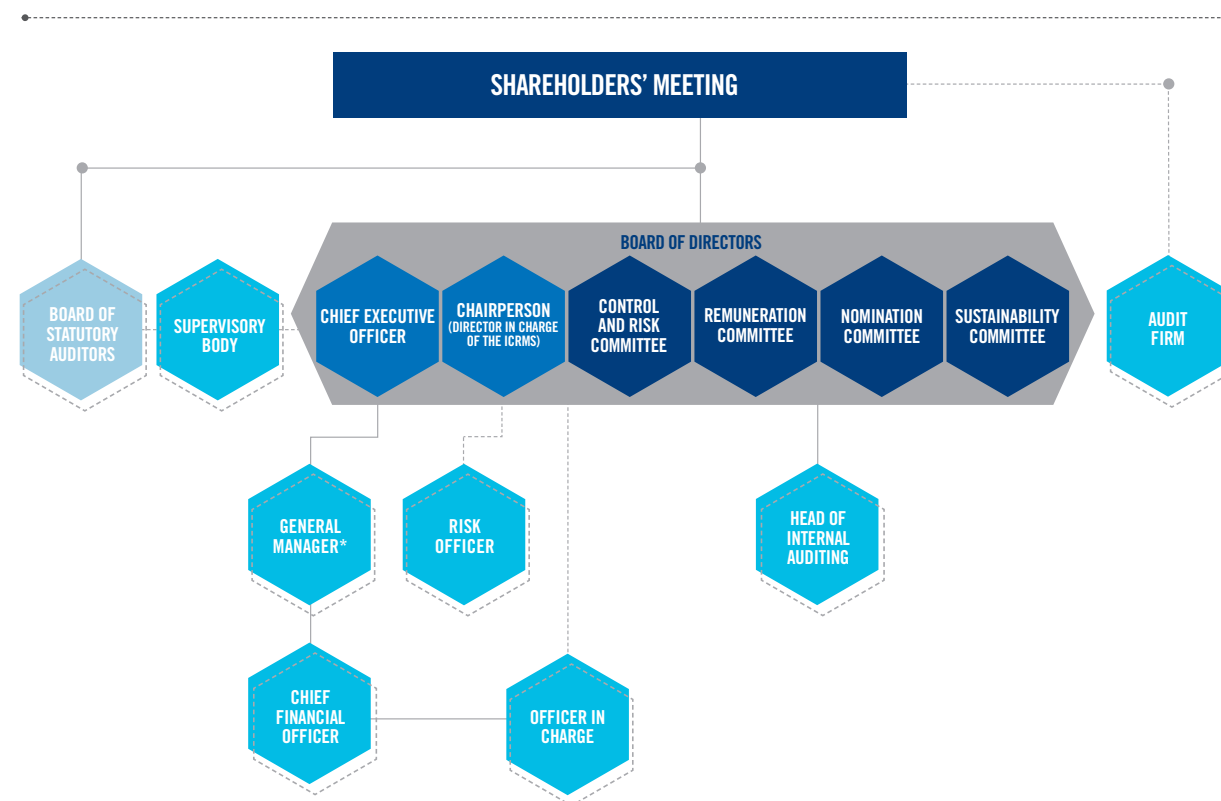 SHAREHOLDERS’ MEETING
BOARD OF DIRECTORS
BOARD OF
STATUTORY
AUDITORS
SUPERVISORY
BODY
CHIEF EXECUTIVE
OFFICER
CHAIRPERSON
(DIRECTOR IN CHARGE
OF THE ICRMS)
CONTROL
AND RISK
COMMITTEE
REMUNERATION
COMMITTEE
NOMINATION
COMMITTEE
SUSTAINABILITY
COMMITTEE
AUDIT
FIRM
GENERAL
MANAGER*
RISK
OFFICER
HEAD OF
INTERNAL
AUDITING
CHIEF
FINANCIAL
OFFICER
OFFICER IN
CHARGE